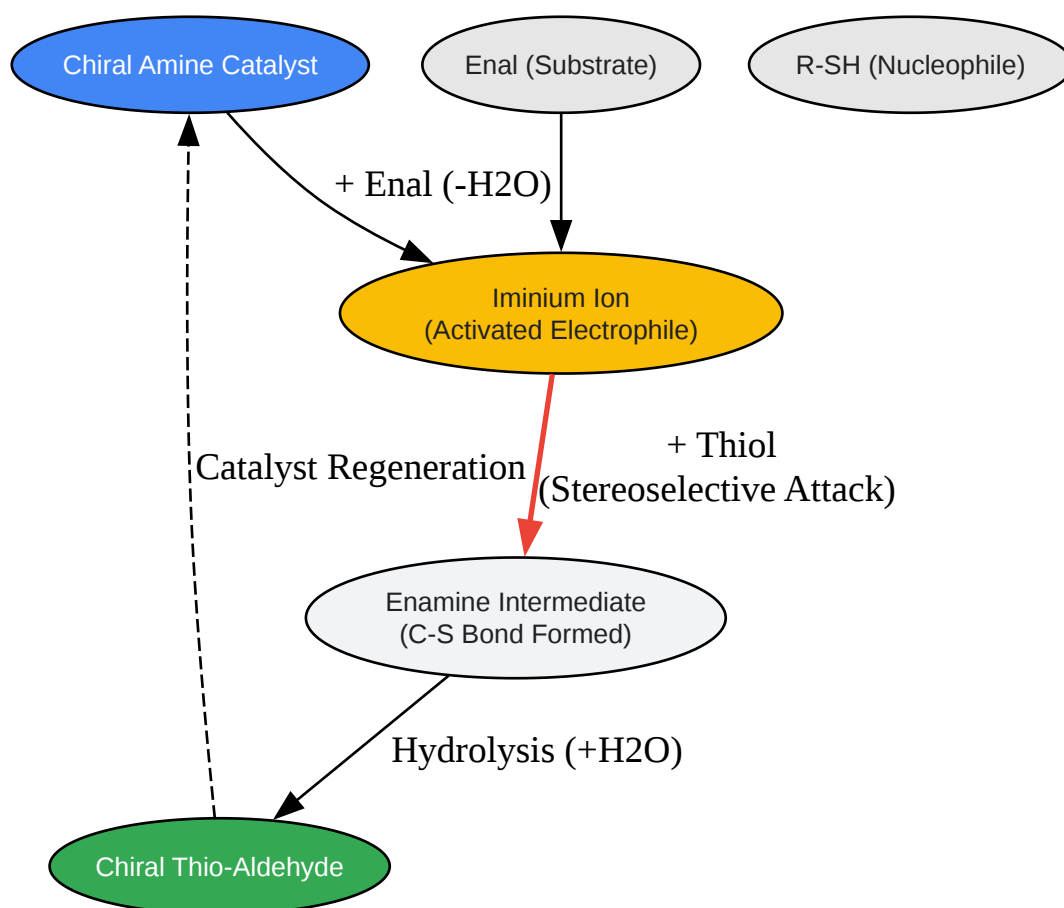 Chiral Amine Catalyst
Enal (Substrate)
R-SH (Nucleophile)
+ Enal (-H2O)
Iminium Ion
(Activated Electrophile)
Catalyst Regeneration
+ Thiol
(Stereoselective Attack)
Enamine Intermediate
(C-S Bond Formed)
Hydrolysis (+H2O)
Chiral Thio-Aldehyde